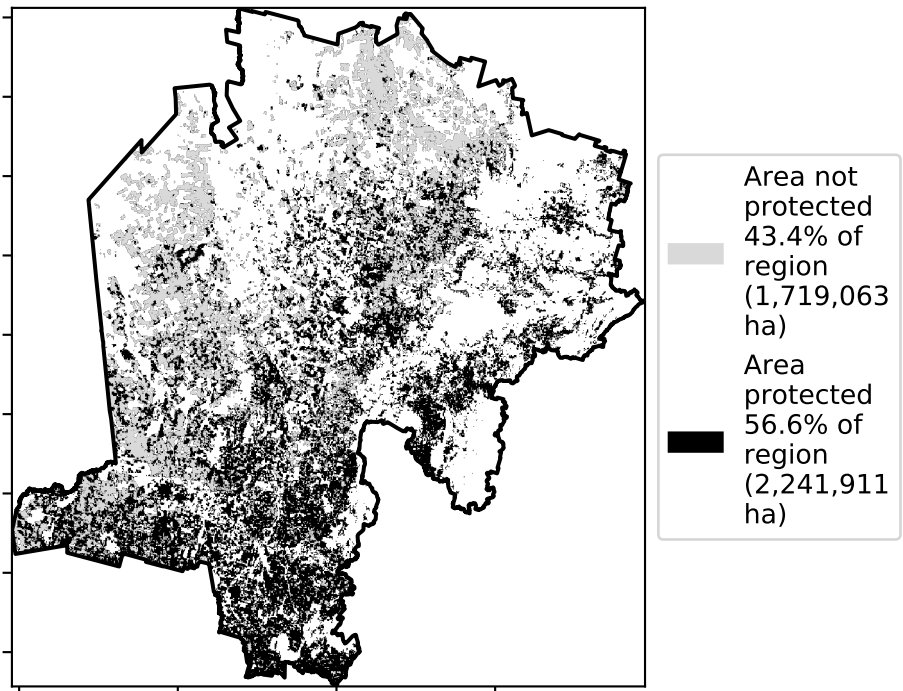 Area not
protected
43.4% of
region
(1,719,063
ha)
Area
protected
56.6% of
region
(2,241,911
ha)